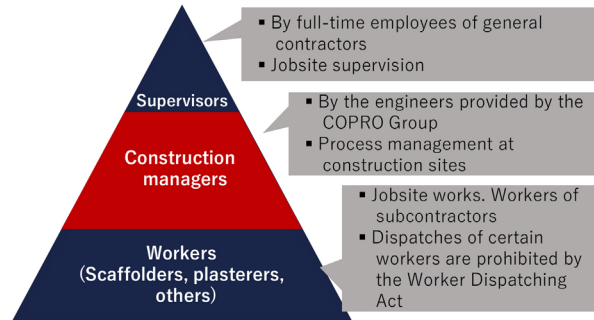 ▪ By full-time employees of general
contractors
▪ Jobsite supervision
Supervisors
▪ By the engineers provided by the
COPRO Group
▪ Process management at
construction sites
Construction
managers
▪ Jobsite works. Workers of
subcontractors
▪ Dispatches of certain
workers are prohibited by
the Worker Dispatching
Act
Workers
(Scaffolders, plasterers,
others)